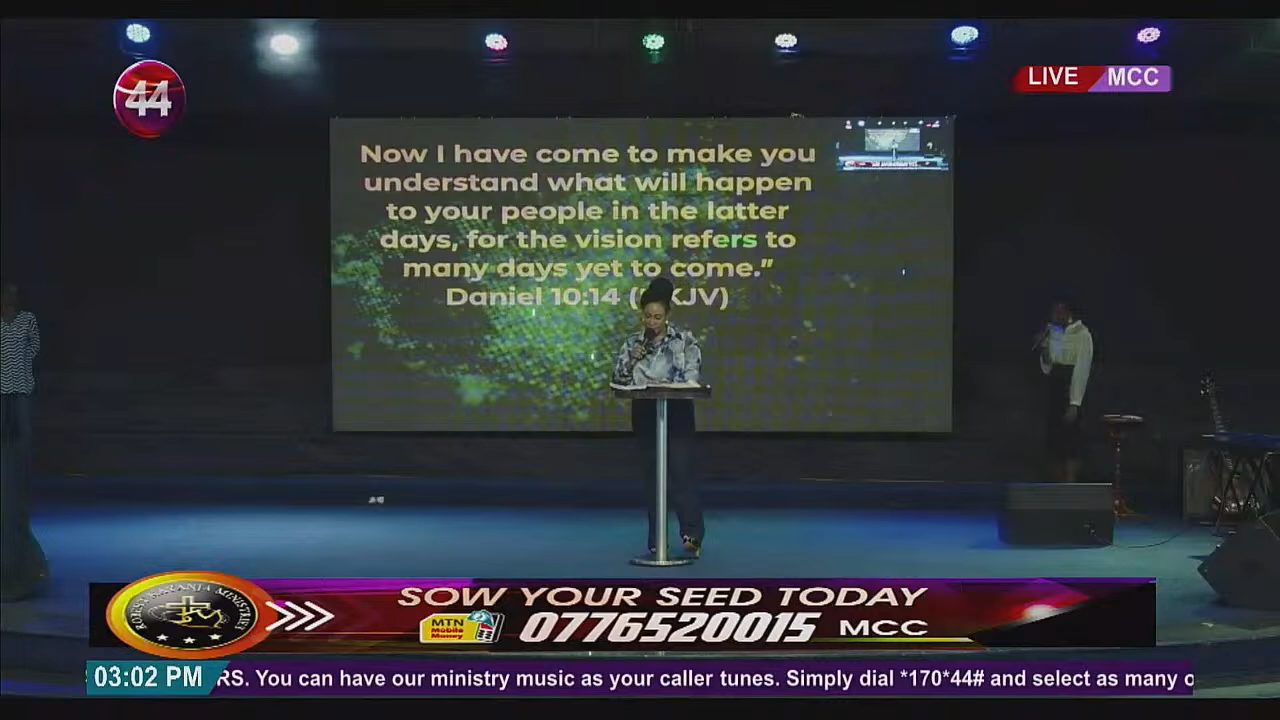 44
LIVE MCC
Now I have come to make you
understand what will happen
to your people in the latter
days, for the vision refers to
many days yet to come.”
Daniel 10:14 ( KJV)
SOW YOUR SEED TODAY
MTN
Mobile
Money
0776520015 MCC
03:02 PM
RS. You can have our ministry music as your caller tunes. Simply dial *170*44# and select as many